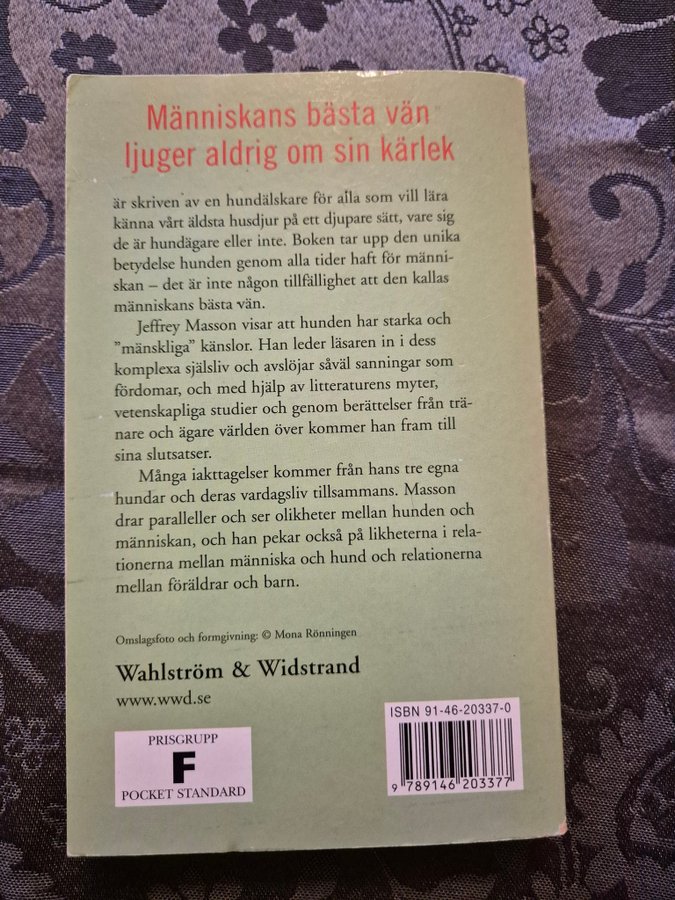 Människans bästa vän
ljuger aldrig om sin kärlek
är skriven av en hundälskare för alla som vill lära
känna vårt äldsta husdjur på ett djupare sätt, vare sig
de är hundägare eller inte. Boken tar upp den unika
betydelse hunden genom alla tider haft för männi-
skan – det är inte någon tillfällighet att den kallas
människans bästa vän.
Jeffrey Masson visar att hunden har starka och
”mänskliga” känslor. Han leder läsaren in i dess
komplexa själsliv och avslöjar såväl sanningar som
fördomar, och med hjälp av litteraturens myter,
vetenskapliga studier och genom berättelser från trä-
nare och ägare världen över kommer han fram till
sina slutsatser.
Många iakttagelser kommer från hans tre egna
hundar och deras vardagsliv tillsammans. Masson
drar paralleller och ser olikheter mellan hunden och
människan, och han pekar också på likheterna i rela-
tionerna mellan människa och hund och relationerna
mellan föräldrar och barn.
Omslagsfoto och formgivning: © Mona Rönningen
Wahlström & Widstrand
www.wwd.se
PRISGRUPP
F
POCKET STANDARD
ISBN 91-46-20337-0
9 789146 203377